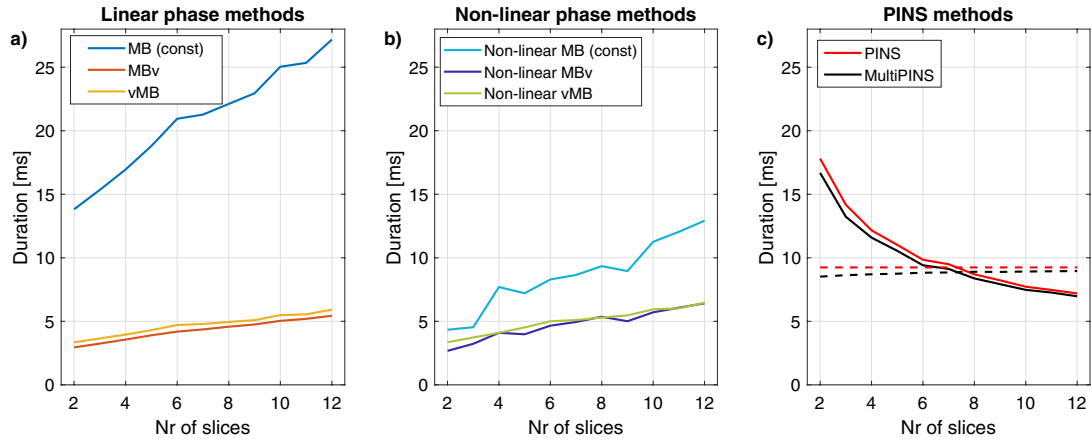 Linear phase methods
a)
MB (const)
MBv
vMB
Duration [ms]
25
20
15
10
5
0
2 4 6 8 10 12
Nr of slices
Non-linear phase methods
b)
Non-linear MB (const)
Non-linear MBv
Non-linear vMB
Duration [ms]
25
20
15
10
5
0
2 4 6 8 10 12
Nr of slices
PINS methods
c)
PINS
MultiPINS
Duration [ms]
25
20
15
10
5
0
2 4 6 8 10 12
Nr of slices